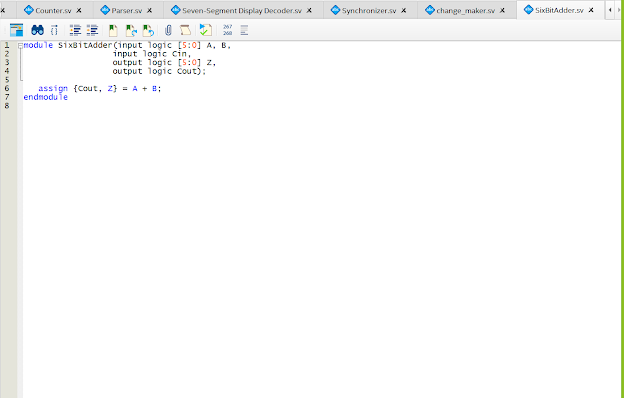 Counter.sv Parser.sv Seven-Segment Display Decoder.sv Synchronizer.sv change_maker.sv SixBitAdder.sv
267
268
1 module SixBitAdder(input logic [5:0] A, B,
2 input logic Cin,
3 output logic [5:0] Z,
4 output logic Cout);
5
6 assign {Cout, Z} = A + B;
7 endmodule
8